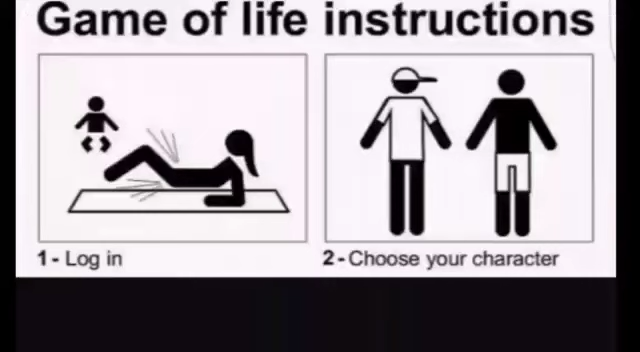 Game of life instructions
1- Log in
2- Choose your character